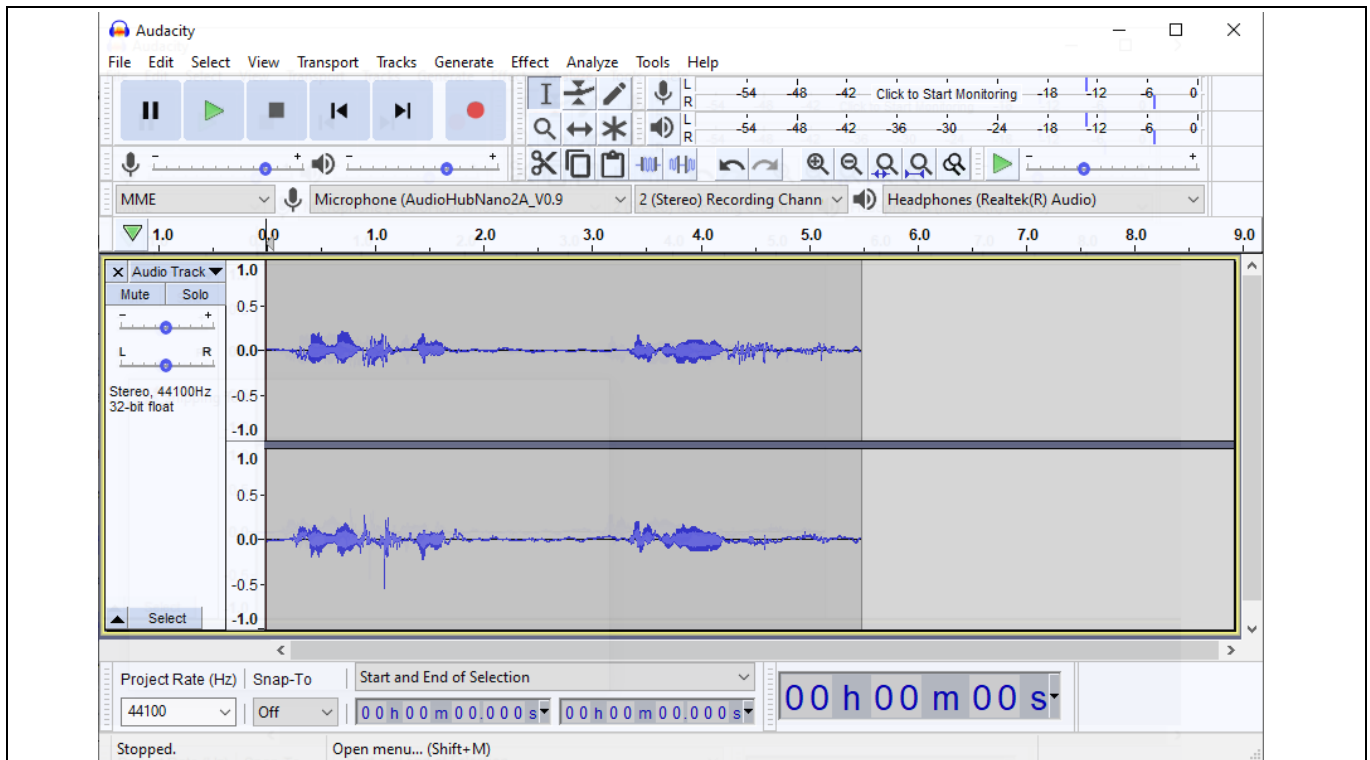 Audacity
File Edit Select View Transport Tracks Generate Effect Analyze Tools Help
L R -54 -48 -42 Click to Start Monitoring -18 -12 -6 0
L R -54 -48 -42 -36 -30 -24 -18 -12 -6 0
- + - + - +
MME Microphone (AudioHubNano2A_V0.9 2 (Stereo) Recording Chann Headphones (Realtek(R) Audio)
1.0 0.0 1.0 2.0 3.0 4.0 5.0 6.0 7.0 8.0 9.0
X Audio Track 1.0
Mute Solo
0.5
- +
L R 0.0
Stereo, 44100Hz -0.5
32-bit float
-1.0
1.0
0.5
0.0
-0.5
Select -1.0
Project Rate (Hz) Snap-To Start and End of Selection
44100 Off 00 h 00 m 00.000 s 00 h 00 m 00.000 s 00 h 00 m 00 s
Stopped. Open menu... (Shift+M)